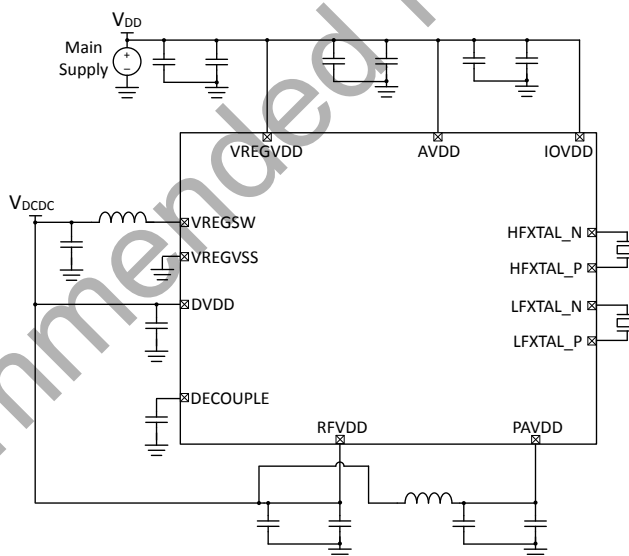 VDD
Main
Supply
+
−
VREGVDD
AVDD
IOVDD
VDCDC
VREGSW
VREGVSS
DVDD
DECOUPLE
HFXTAL_N
HFXTAL_P
LFXTAL_N
LFXTAL_P
RFVDD
PAVDD